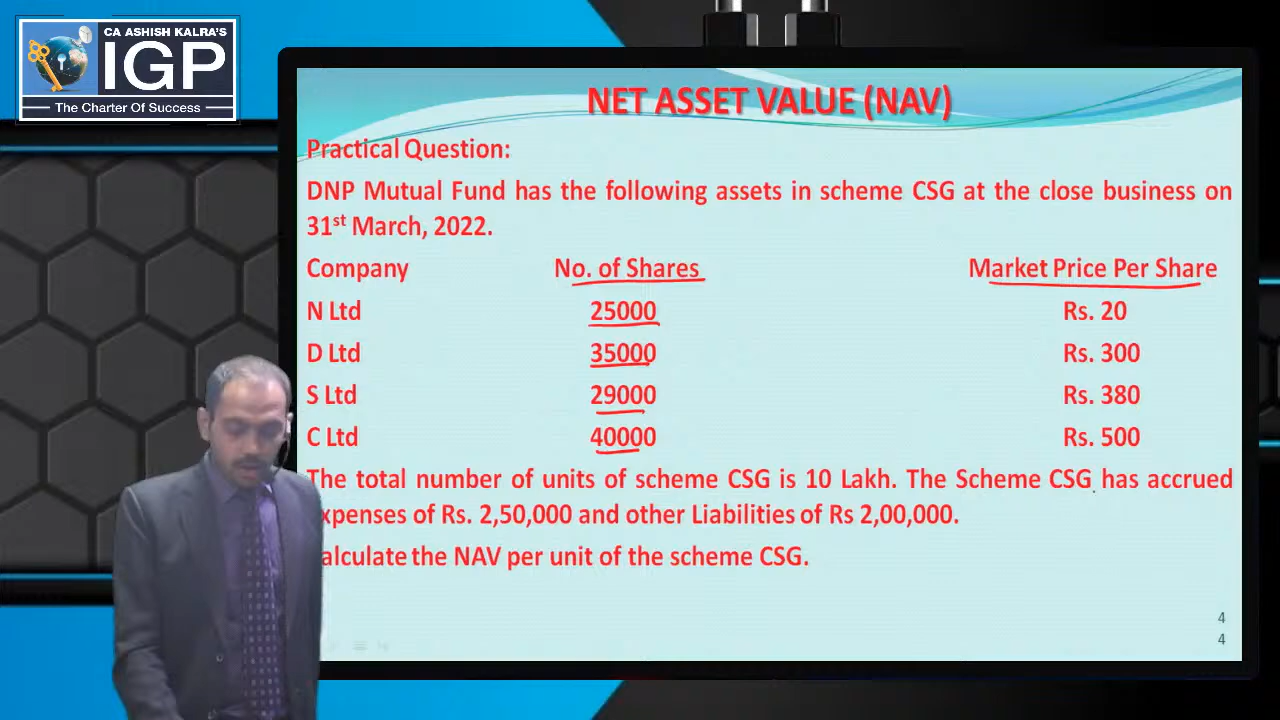 CA ASHISH KALRA'S
IGP
The Charter Of Success
NET ASSET VALUE (NAV)
Practical Question:
DNP Mutual Fund has the following assets in scheme CSG at the close business on
31st March, 2022.
Company No. of Shares Market Price Per Share
N Ltd 25000 Rs. 20
D Ltd 35000 Rs. 300
S Ltd 29000 Rs. 380
C Ltd 40000 Rs. 500
The total number of units of scheme CSG is 10 Lakh. The Scheme CSG has accrued
xpenses of Rs. 2,50,000 and other Liabilities of Rs 2,00,000.
alculate the NAV per unit of the scheme CSG.
4
4